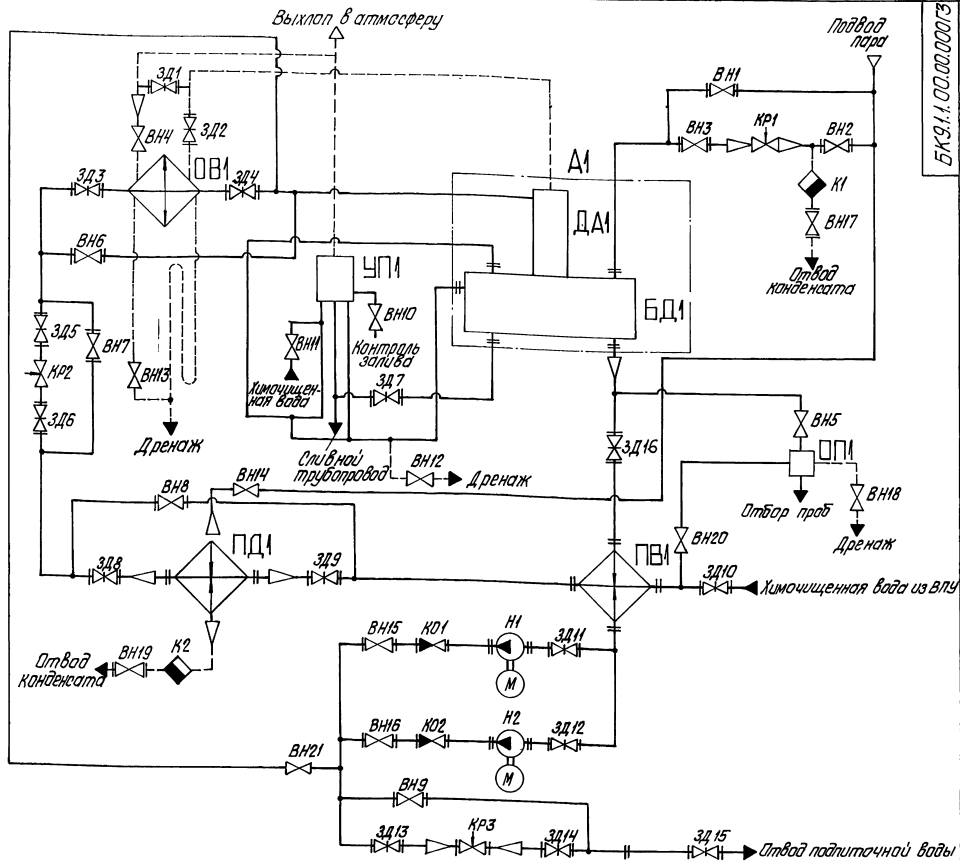 Выхлоп в атмосферу
Подвод
пара
БК9.1.1.00.00.000Г3
ЗД1
ВН4
ЗД2
ОВ1
ЗД3
ЗД4
ВН1
ВН3
КР1
ВН2
А1
К1
ДА1
ВН17
Отвод
конденсата
ВН6
УП1
ВН10
БД1
ЗД5
ВН7
ВН11
Контроль
залива
КР2
ВН13
Химочищен-
ная вода
ЗД7
ЗД6
ВН5
Дренаж
ЗД16
ОП1
Сливной
трубопровод
ВН12
Дренаж
ВН14
ВН8
ВН18
Отбор проб
ВН20
Дренаж
ПД1
ПВ1
ЗД8
ЗД9
ЗД10
Химочищенная вода из ВПУ
ВН15
КО1
Н1
ЗД11
Отвод
конденсата
ВН19
К2
М
ВН16
КО2
Н2
ЗД12
ВН21
М
ВН9
ЗД13
КР3
ЗД14
ЗД15
Отвод подпиточной воды